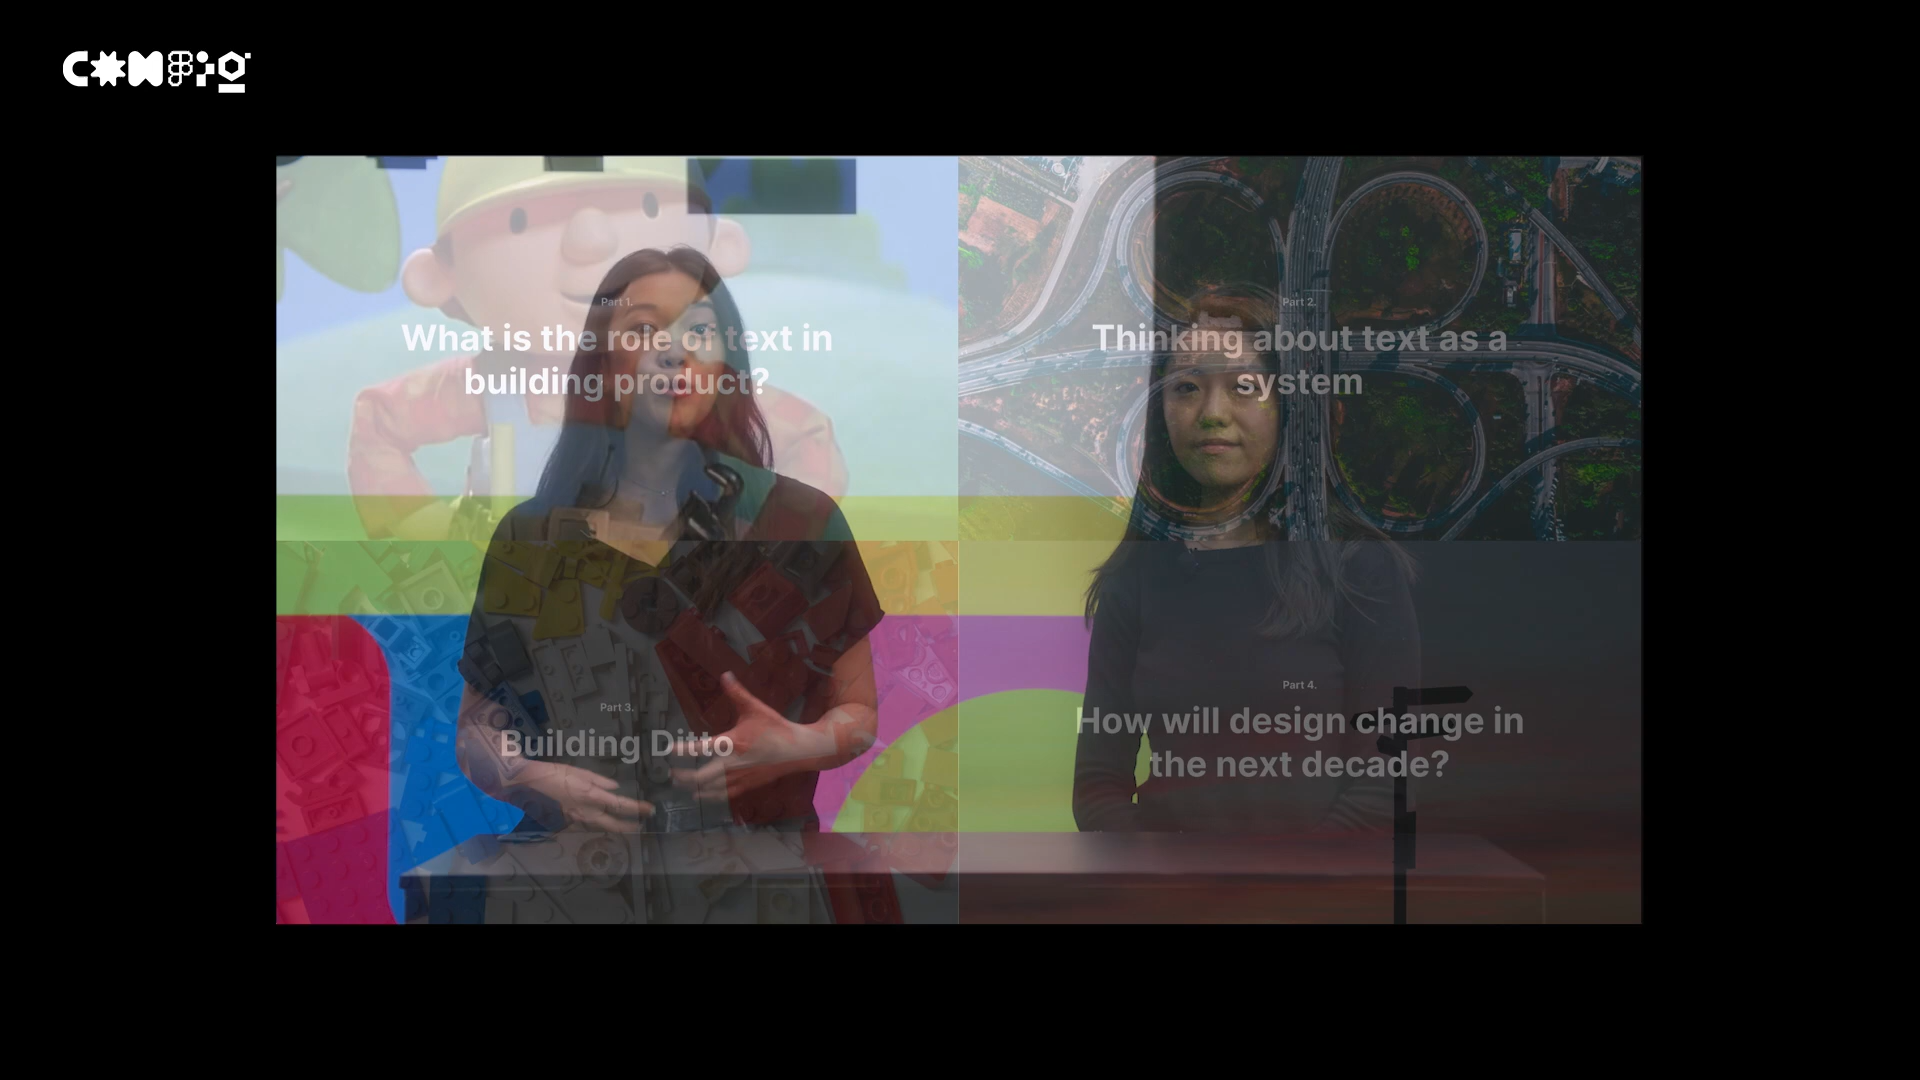 CONFIG
Part 1.
What is the role of text in
building product?
Part 2.
Thinking about text as a
system
Part 3.
Building Ditto
Part 4.
How will design change in
the next decade?